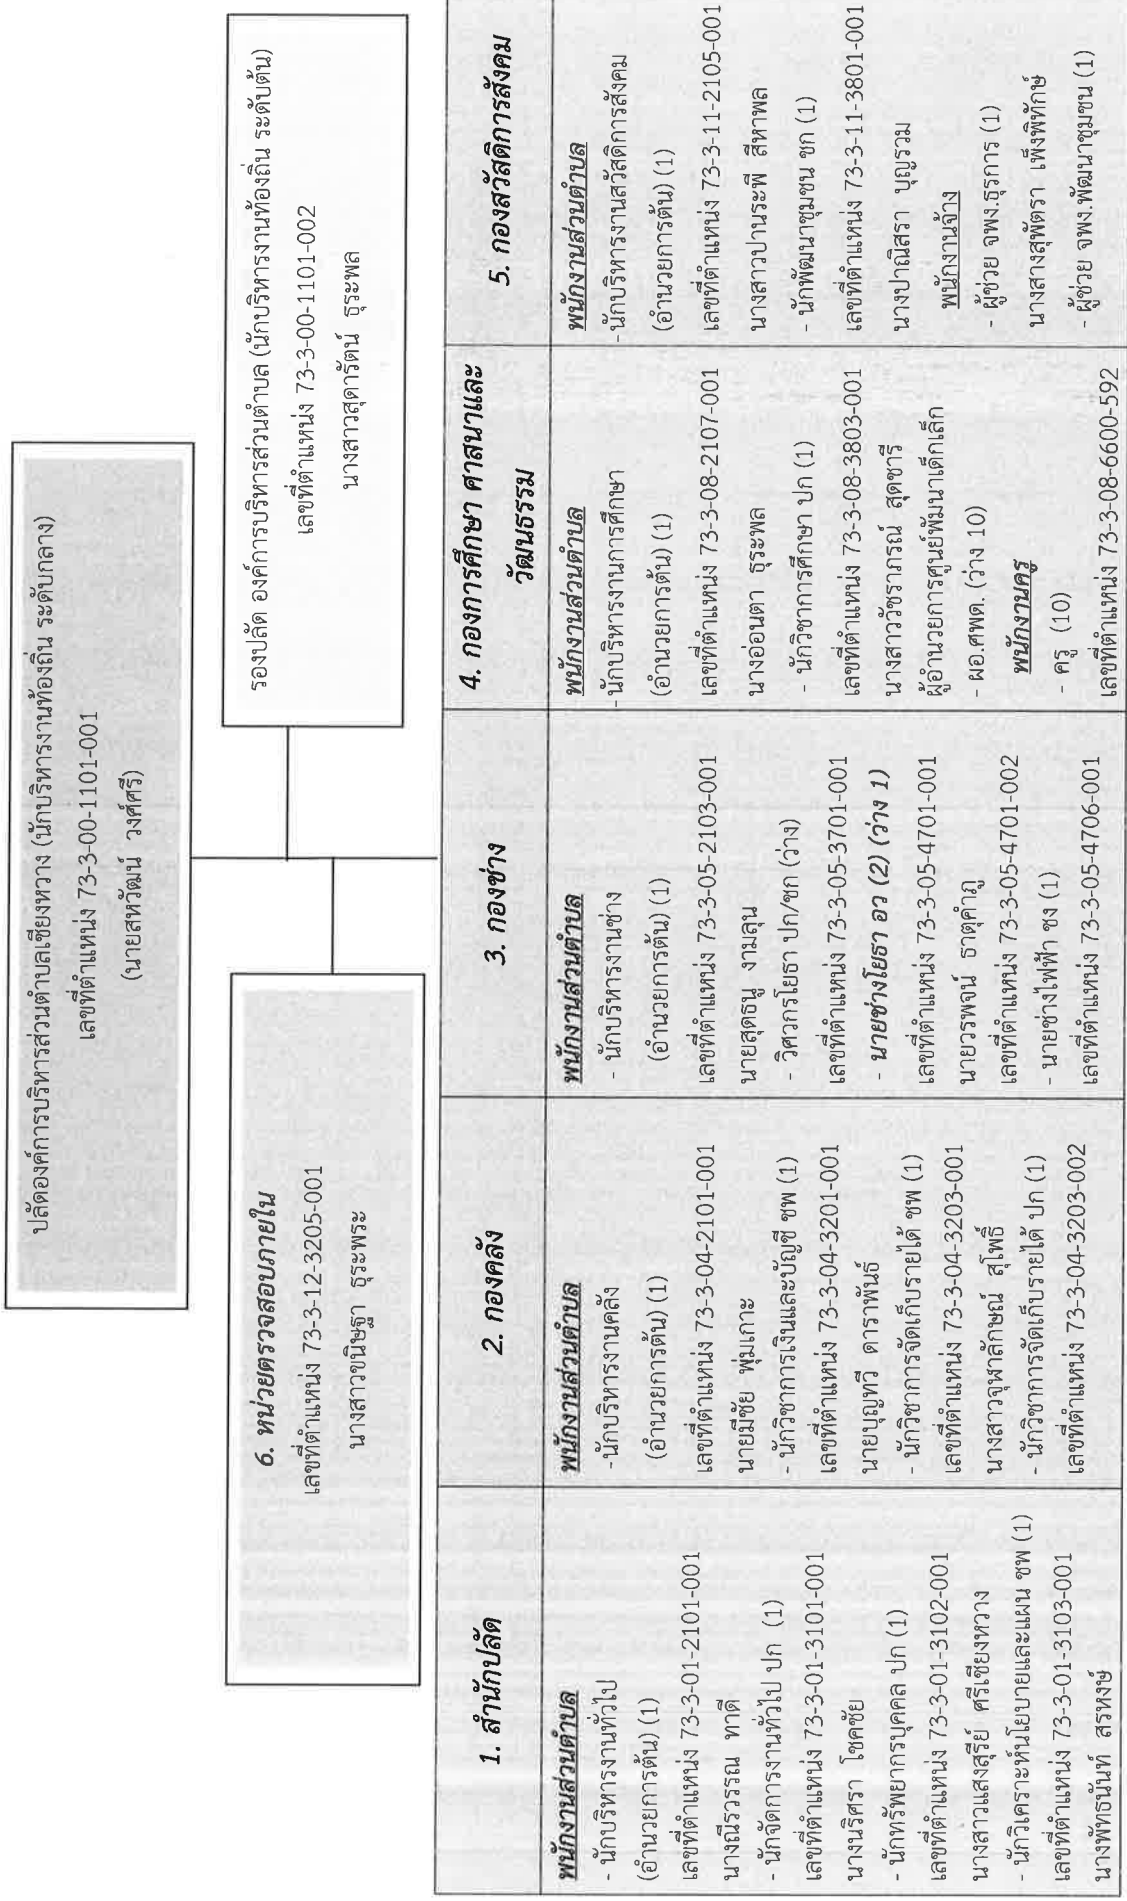 ปลัดองค์การบริหารส่วนตำบลเชียงหวาง (นักบริหารงานท้องถิ่น ระดับกลาง)
เลขที่ตำแหน่ง 73-3-00-1101-001
(นายสหวัฒน์ วงศ์ศรี)
รองปลัด องค์การบริหารส่วนตำบล (นักบริหารงานท้องถิ่น ระดับต้น)
เลขที่ตำแหน่ง 73-3-00-1101-002
นางสาวสุดารัตน์ ธุระพล
6. หน่วยตรวจสอบภายใน
เลขที่ตำแหน่ง 73-3-12-3205-001
นางสาวขนิษฐา ธุระพระ
1. สำนักปลัด
พนักงานส่วนตำบล
- นักบริหารงานทั่วไป
(อำนวยการต้น) (1)
เลขที่ตำแหน่ง 73-3-01-2101-001
นางณีรวรรณ ทาดี
- นักจัดการงานทั่วไป ปก (1)
เลขที่ตำแหน่ง 73-3-01-3101-001
นางนริศรา โชคชัย
- นักทรัพยากรบุคคล ปก (1)
เลขที่ตำแหน่ง 73-3-01-3102-001
นางสาวแสงสุรีย์ ศรีเชียงหวาง
- นักวิเคราะห์นโยบายและแผน ชพ (1)
เลขที่ตำแหน่ง 73-3-01-3103-001
นางพัทธนันท์ สรหงษ์
2. กองคลัง
พนักงานส่วนตำบล
-นักบริหารงานคลัง
(อำนวยการต้น) (1)
เลขที่ตำแหน่ง 73-3-04-2101-001
นายมีชัย พุ่มเกาะ
- นักวิชาการเงินและบัญชี ชพ (1)
เลขที่ตำแหน่ง 73-3-04-3201-001
นายบุญทวี ดาราพันธ์
- นักวิชาการจัดเก็บรายได้ ชพ (1)
เลขที่ตำแหน่ง 73-3-04-3203-001
นางสาวจุฬาลักษณ์ สุโพธิ์
- นักวิชาการจัดเก็บรายได้ ปก (1)
เลขที่ตำแหน่ง 73-3-04-3203-002
3. กองช่าง
พนักงานส่วนตำบล
- นักบริหารงานช่าง
(อำนวยการต้น) (1)
เลขที่ตำแหน่ง 73-3-05-2103-001
นายสุดธนู งามลุน
- วิศวกรโยธา ปก/ชก (ว่าง)
เลขที่ตำแหน่ง 73-3-05-3701-001
- นายช่างโยธา อว (2) (ว่าง 1)
เลขที่ตำแหน่ง 73-3-05-4701-001
นายวรพจน์ ธาตุคำภู
เลขที่ตำแหน่ง 73-3-05-4701-002
- นายช่างไฟฟ้า ชง (1)
เลขที่ตำแหน่ง 73-3-05-4706-001
4. กองการศึกษา ศาสนาและ
วัฒนธรรม
พนักงานส่วนตำบล
-นักบริหารงานการศึกษา
(อำนวยการต้น) (1)
เลขที่ตำแหน่ง 73-3-08-2107-001
นางอ่อนตา ธุระพล
- นักวิชาการศึกษา ปก (1)
เลขที่ตำแหน่ง 73-3-08-3803-001
นางสาววัชราภรณ์ สุดชารี
ผู้อำนวยการศูนย์พัฒนาเด็กเล็ก
- ผอ.ศพด. (ว่าง 10)
พนักงานครู
- ครู (10)
เลขที่ตำแหน่ง 73-3-08-6600-592
5. กองสวัสดิการสังคม
พนักงานส่วนตำบล
-นักบริหารงานสวัสดิการสังคม
(อำนวยการต้น) (1)
เลขที่ตำแหน่ง 73-3-11-2105-001
นางสาวปานระพี สีหาพล
- นักพัฒนาชุมชน ชก (1)
เลขที่ตำแหน่ง 73-3-11-3801-001
นางปาณิสรา บุญรวม
พนักงานจ้าง
- ผู้ช่วย จพง.ธุรการ (1)
นางสางสุพัตรา เพ็งพิทักษ์
- ผู้ช่วย จพง.พัฒนาชุมชน (1)